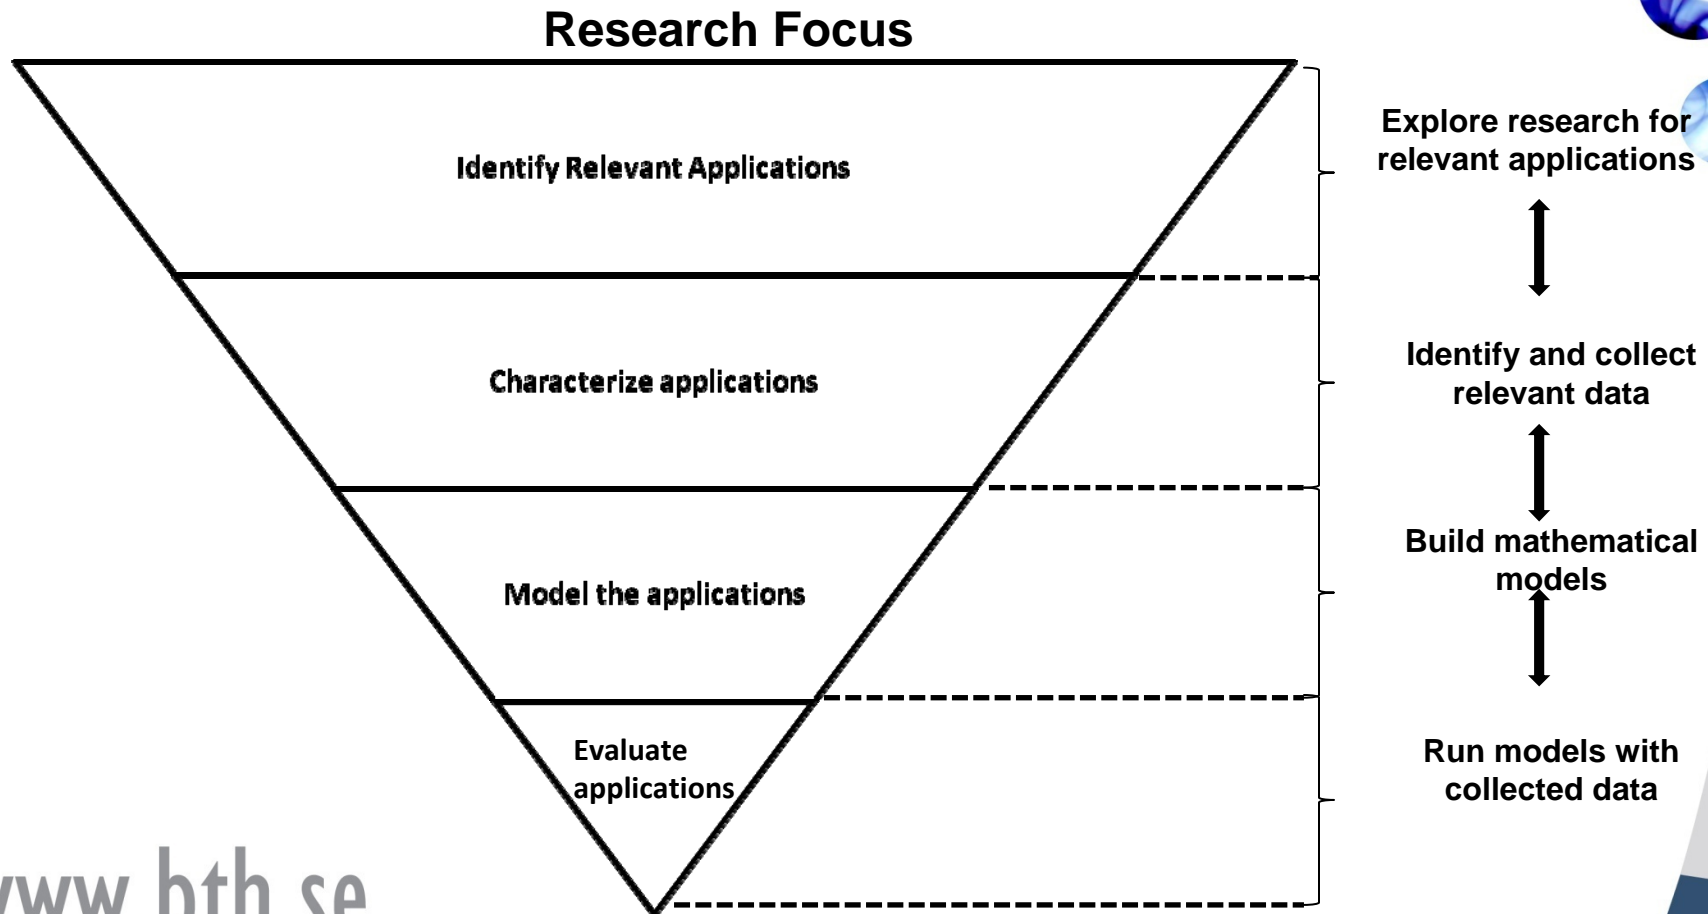 Research Focus
Identify Relevant Applications
Explore research for
relevant applications
Characterize applications
Identify and collect
relevant data
Model the applications
Build mathematical
models
Evaluate
applications
Run models with
collected data
www.bth.se